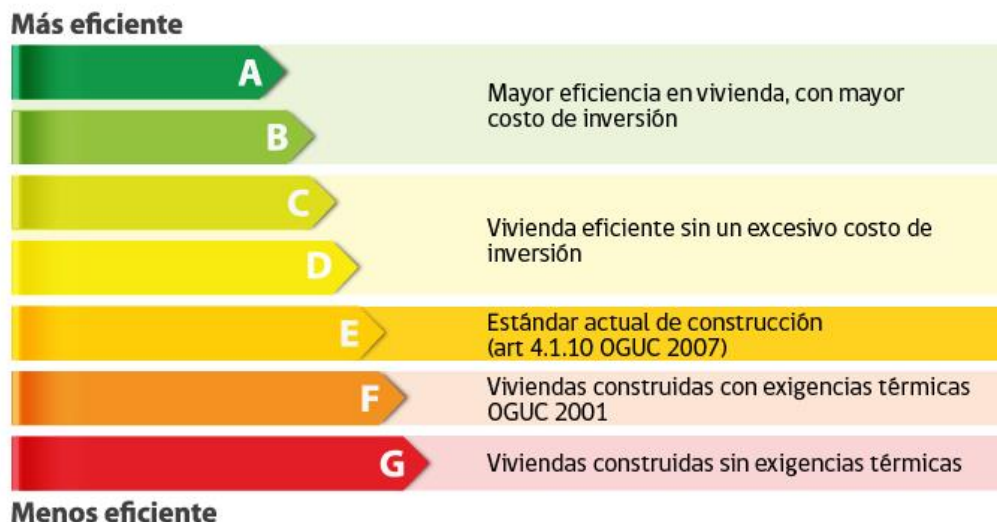 Más eficiente
A
B
Mayor eficiencia en vivienda, con mayor
costo de inversión
C
D
Vivienda eficiente sin un excesivo costo de
inversión
E
Estándar actual de construcción
(art 4.1.10 OGUC 2007)
F
Viviendas construidas con exigencias térmicas
OGUC 2001
G
Viviendas construidas sin exigencias térmicas
Menos eficiente